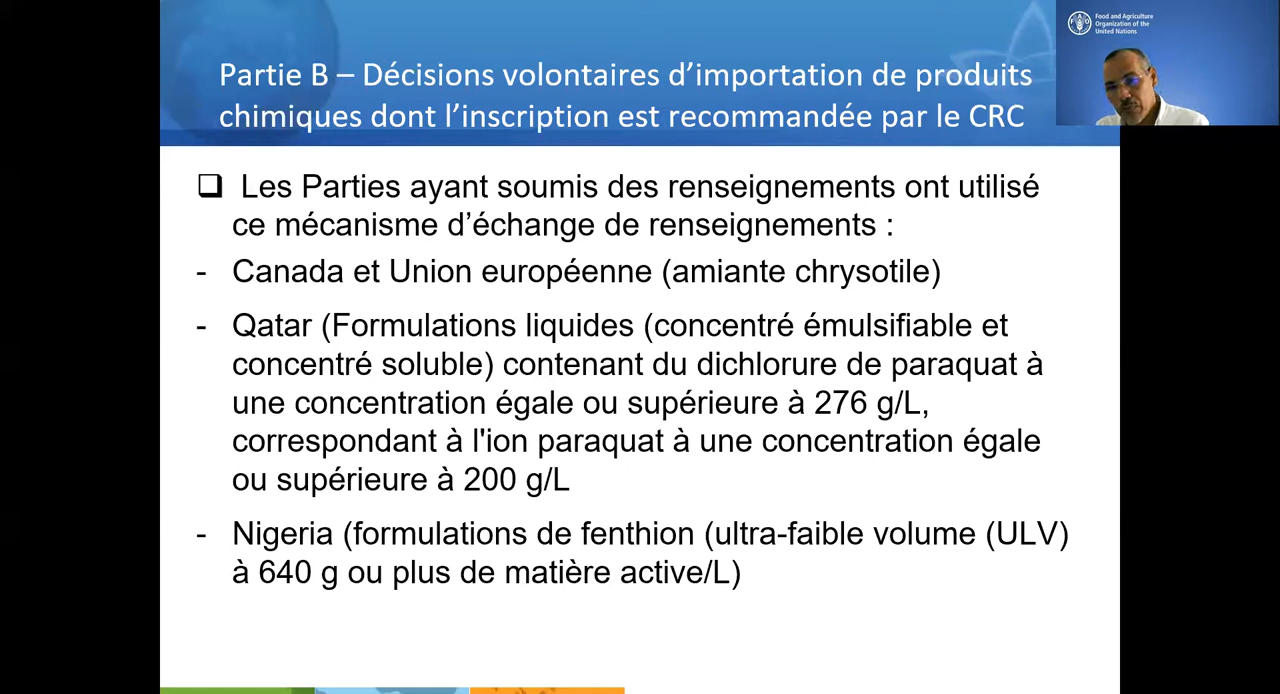 Partie B – Décisions volontaires d’importation de produits
chimiques dont l’inscription est recommandée par le CRC
Food and Agriculture
Organization of the
United Nations
❑ Les Parties ayant soumis des renseignements ont utilisé
ce mécanisme d’échange de renseignements :
- Canada et Union européenne (amiante chrysotile)
- Qatar (Formulations liquides (concentré émulsifiable et
concentré soluble) contenant du dichlorure de paraquat à
une concentration égale ou supérieure à 276 g/L,
correspondant à l'ion paraquat à une concentration égale
ou supérieure à 200 g/L
- Nigeria (formulations de fenthion (ultra-faible volume (ULV)
à 640 g ou plus de matière active/L)